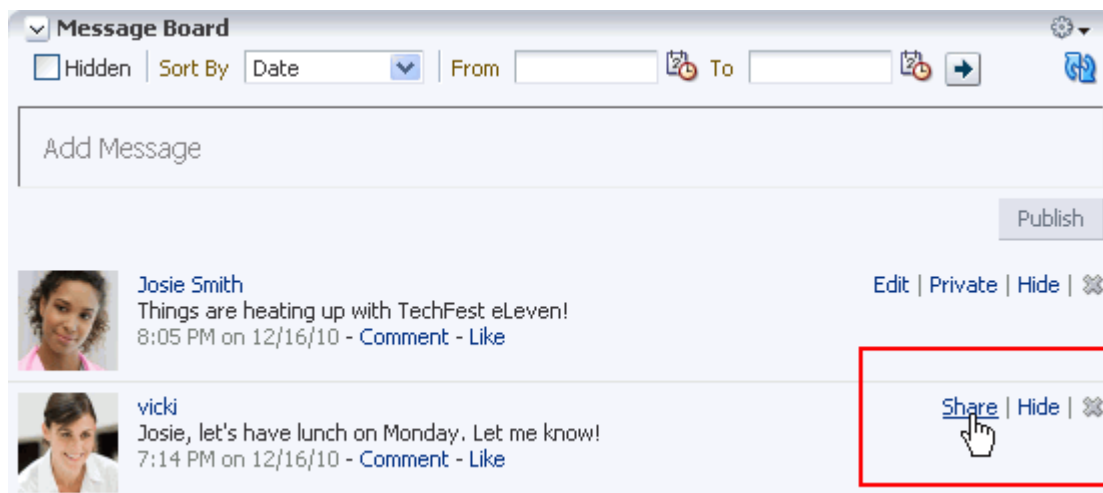 Message Board
Hidden | Sort By Date | From To
Add Message
Publish
Josie Smith
Edit | Private | Hide |
Things are heating up with TechFest eLeven!
8:05 PM on 12/16/10 - Comment - Like
vicki
Share | Hide |
Josie, let's have lunch on Monday. Let me know!
7:14 PM on 12/16/10 - Comment - Like